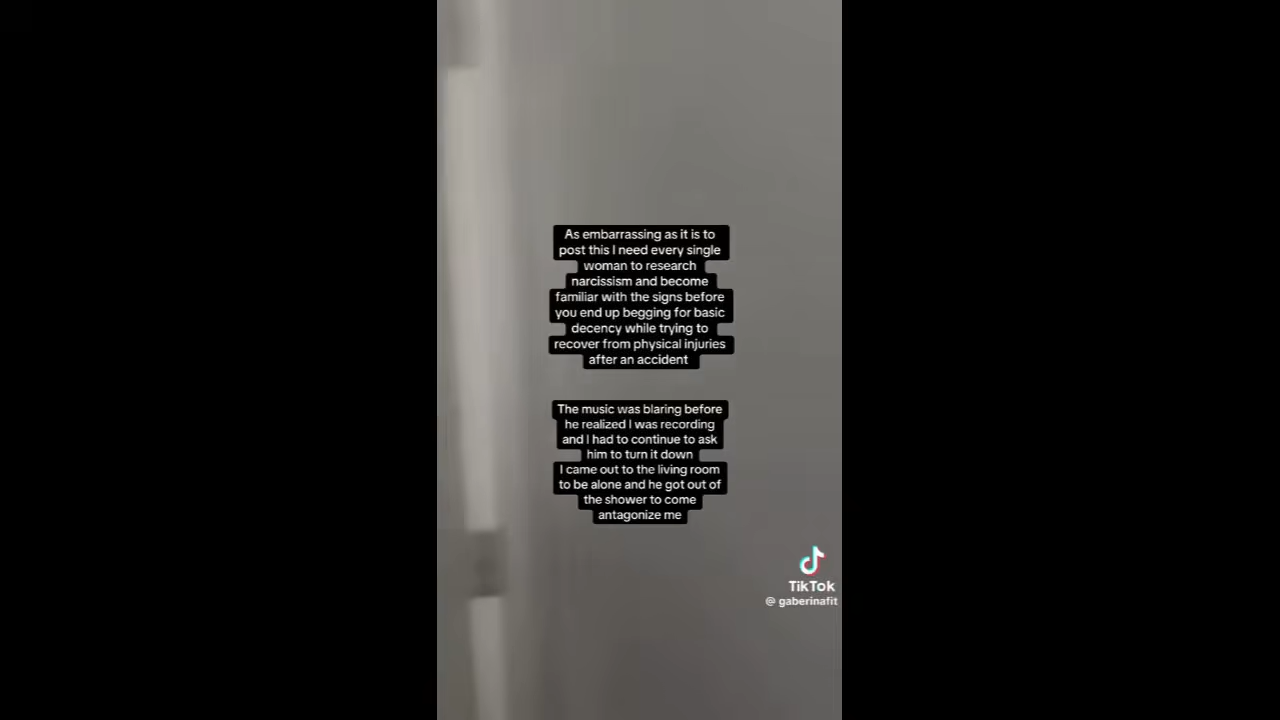 As embarrassing as it is to
post this I need every single
woman to research
narcissism and become
familiar with the signs before
you end up begging for basic
decency while trying to
recover from physical injuries
after an accident
The music was blaring before
he realized I was recording
and I had to continue to ask
him to turn it down
I came out to the living room
to be alone and he got out of
the shower to come
antagonize me
TikTok
@ gaberinafit